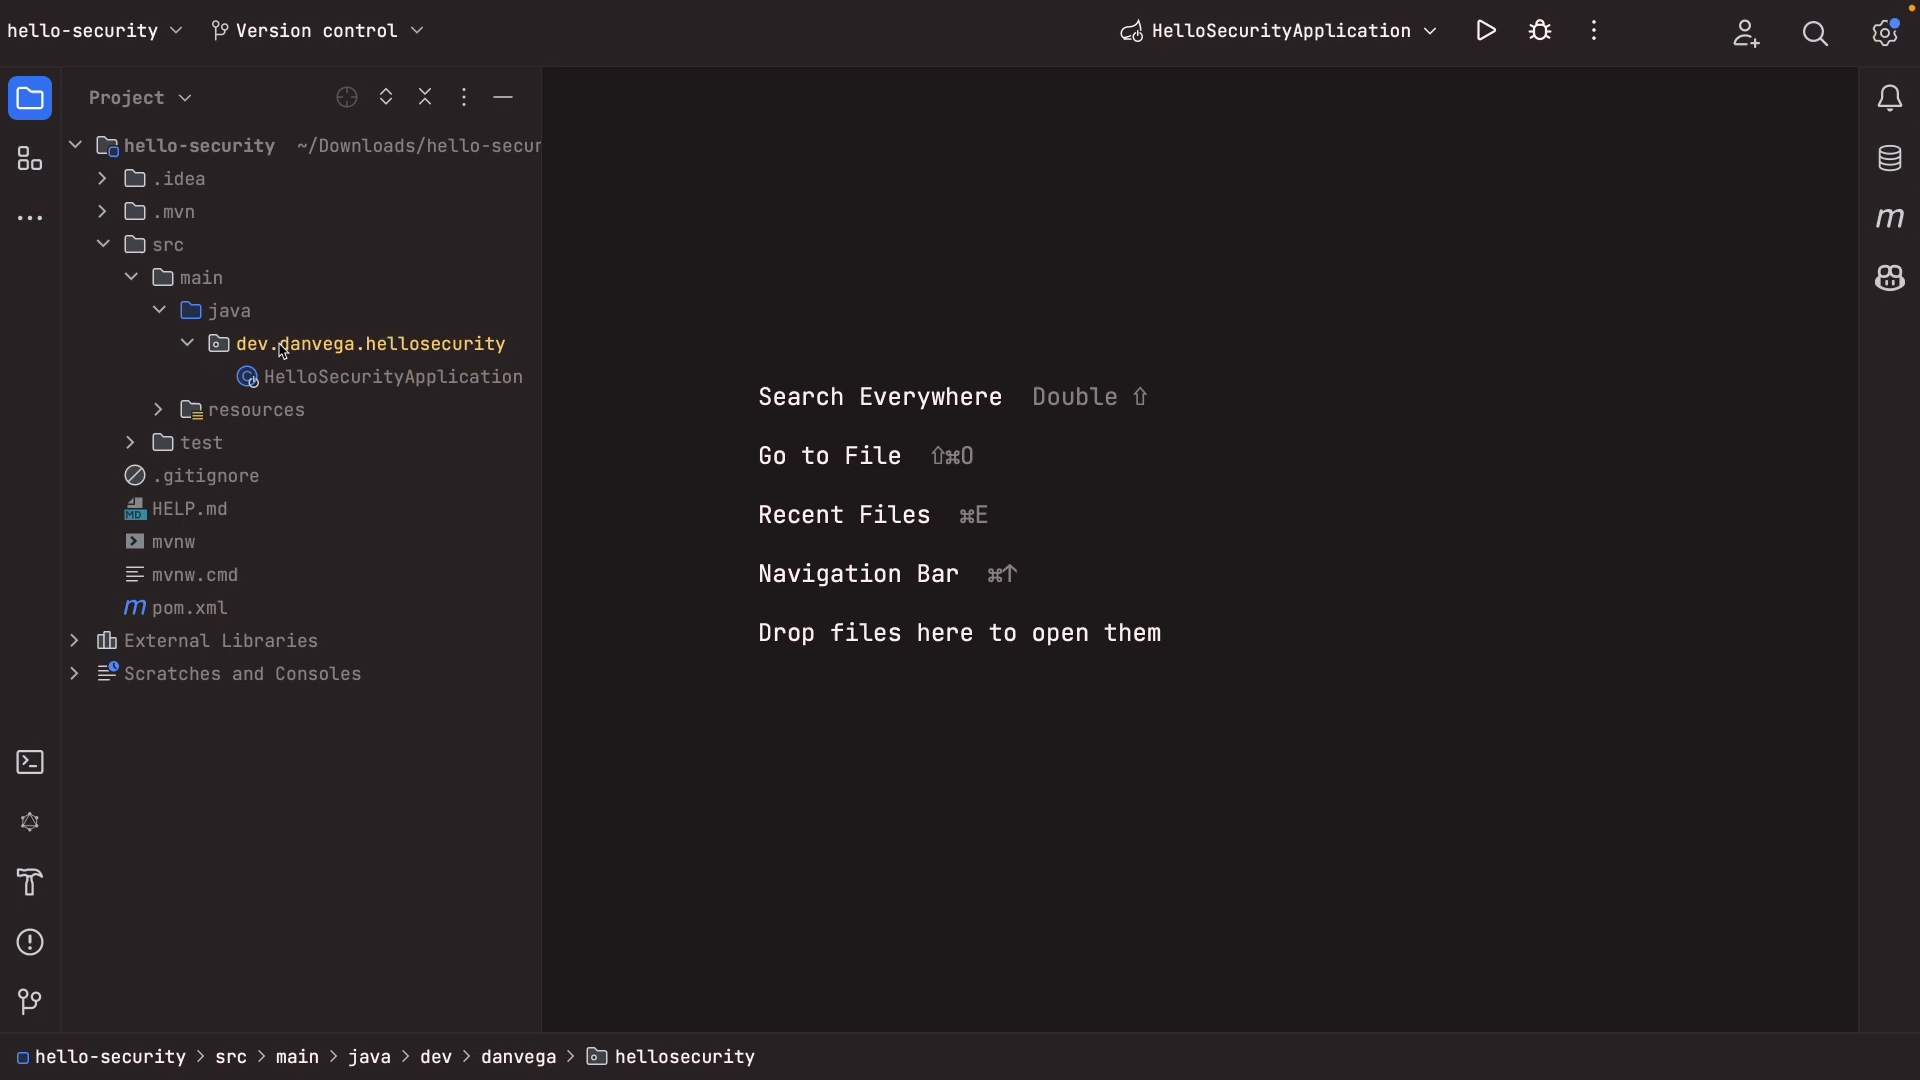 hello-security
Version control
HelloSecurityApplication
Project
hello-security ~/Downloads/hello-secur
.idea
.mvn
src
main
java
dev.danvega.hellosecurity
HelloSecurityApplication
resources
test
.gitignore
MD HELP.md
mvnw
mvnw.cmd
m pom.xml
External Libraries
Scratches and Consoles
Search Everywhere Double ⇧
Go to File ⇧⌘O
Recent Files ⌘E
Navigation Bar ⌘↑
Drop files here to open them
m
hello-security > src > main > java > dev > danvega > hellosecurity